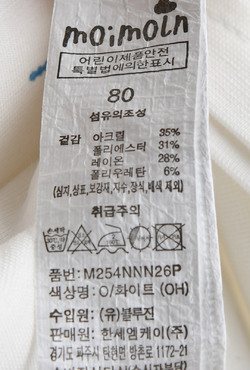 moimoln
어린이제품안전
특별법에의한표시
80
섬유의조성
겉감 아크릴 35%
폴리에스터 31%
레이온 28%
폴리우레탄 6%
(심지,상표,보강재,자수,장식,배색 제외)
취급주의
품번: M254NNN26P
색상명: O/화이트 (OH)
수입원: (유)블루진
판매원: 한세엠케이(주)
경기도 파주시 탄현면 방촌로 1172-21